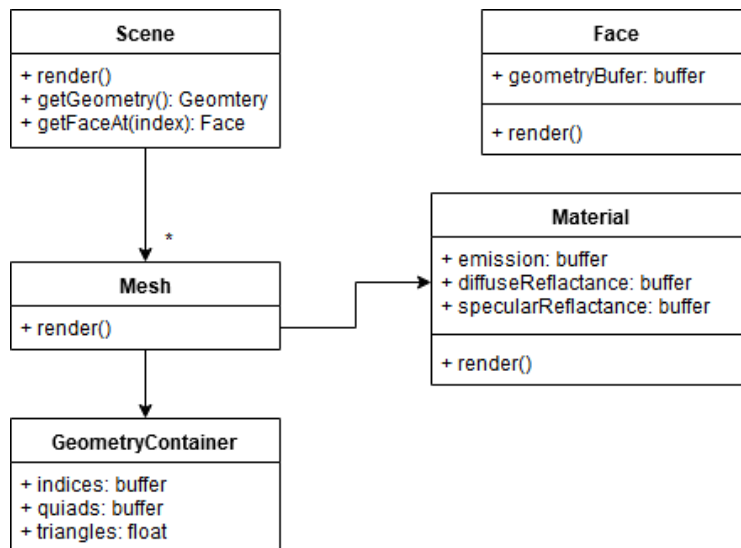 Scene
+ render()
+ getGeometry(): Geomtery
+ getFaceAt(index): Face
Face
+ geometryBufer: buffer
+ render()
*
Mesh
+ render()
Material
+ emission: buffer
+ diffuseReflactance: buffer
+ specularReflactance: buffer
+ render()
GeometryContainer
+ indices: buffer
+ quiads: buffer
+ triangles: float